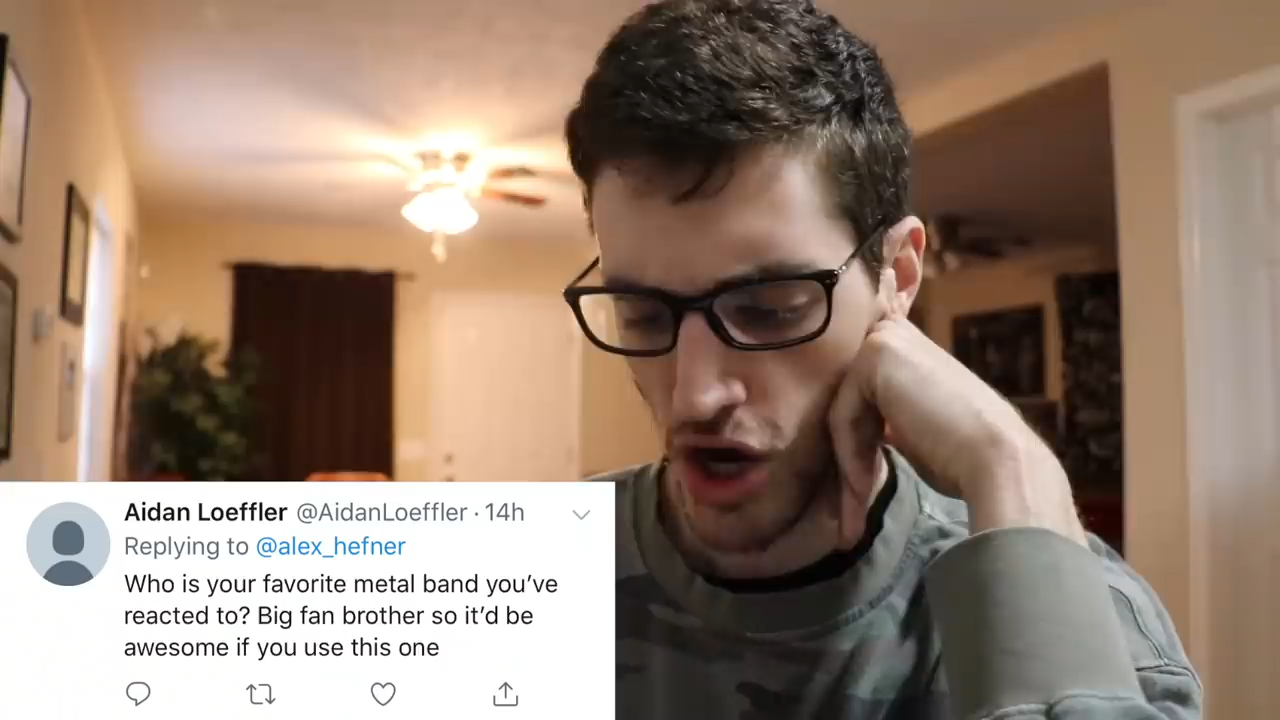 Aidan Loeffler @AidanLoeffler · 14h
Replying to @alex_hefner
Who is your favorite metal band you’ve
reacted to? Big fan brother so it’d be
awesome if you use this one